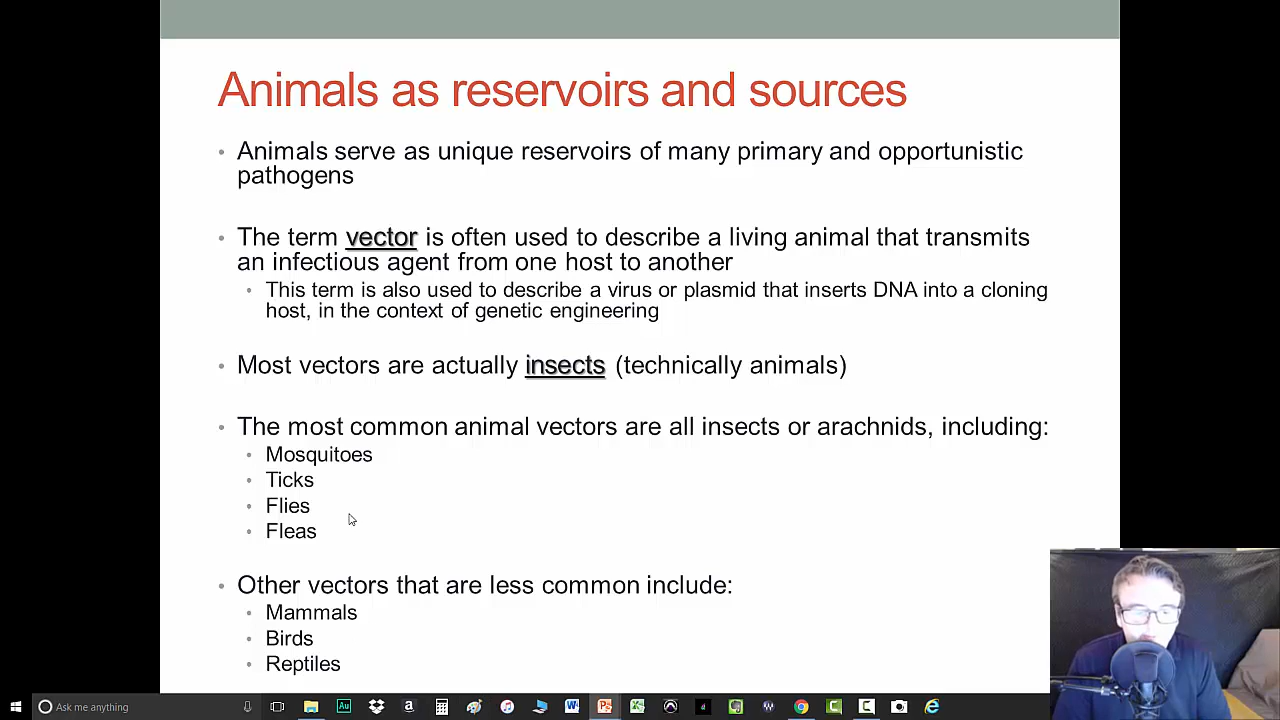 Animals as reservoirs and sources
• Animals serve as unique reservoirs of many primary and opportunistic
pathogens
• The term vector is often used to describe a living animal that transmits
an infectious agent from one host to another
• This term is also used to describe a virus or plasmid that inserts DNA into a cloning
host, in the context of genetic engineering
• Most vectors are actually insects (technically animals)
• The most common animal vectors are all insects or arachnids, including:
• Mosquitoes
• Ticks
• Flies
• Fleas
• Other vectors that are less common include:
• Mammals
• Birds
• Reptiles
Ask me anything